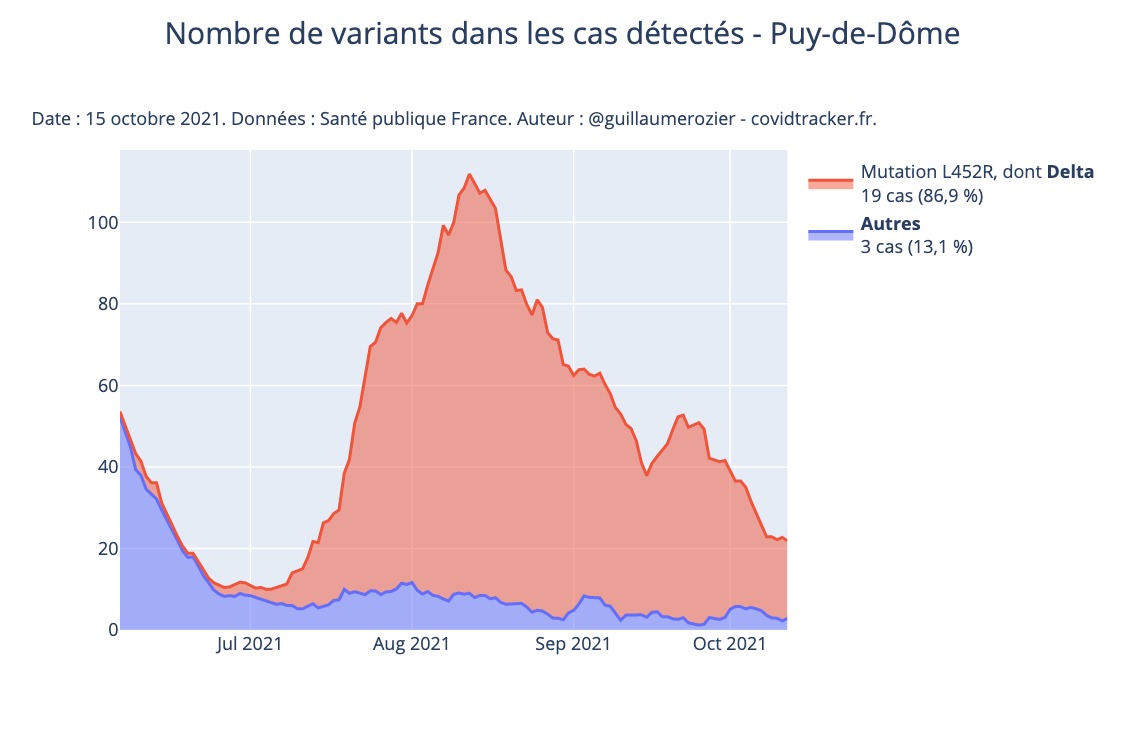 Nombre de variants dans les cas détectés - Puy-de-Dôme
Date : 15 octobre 2021. Données : Santé publique France. Auteur : @guillaumerozier - covidtracker.fr.
Mutation L452R, dont Delta
19 cas (86,9 %)
Autres
3 cas (13,1 %)
100
80
60
40
20
0
Jul 2021
Aug 2021
Sep 2021
Oct 2021